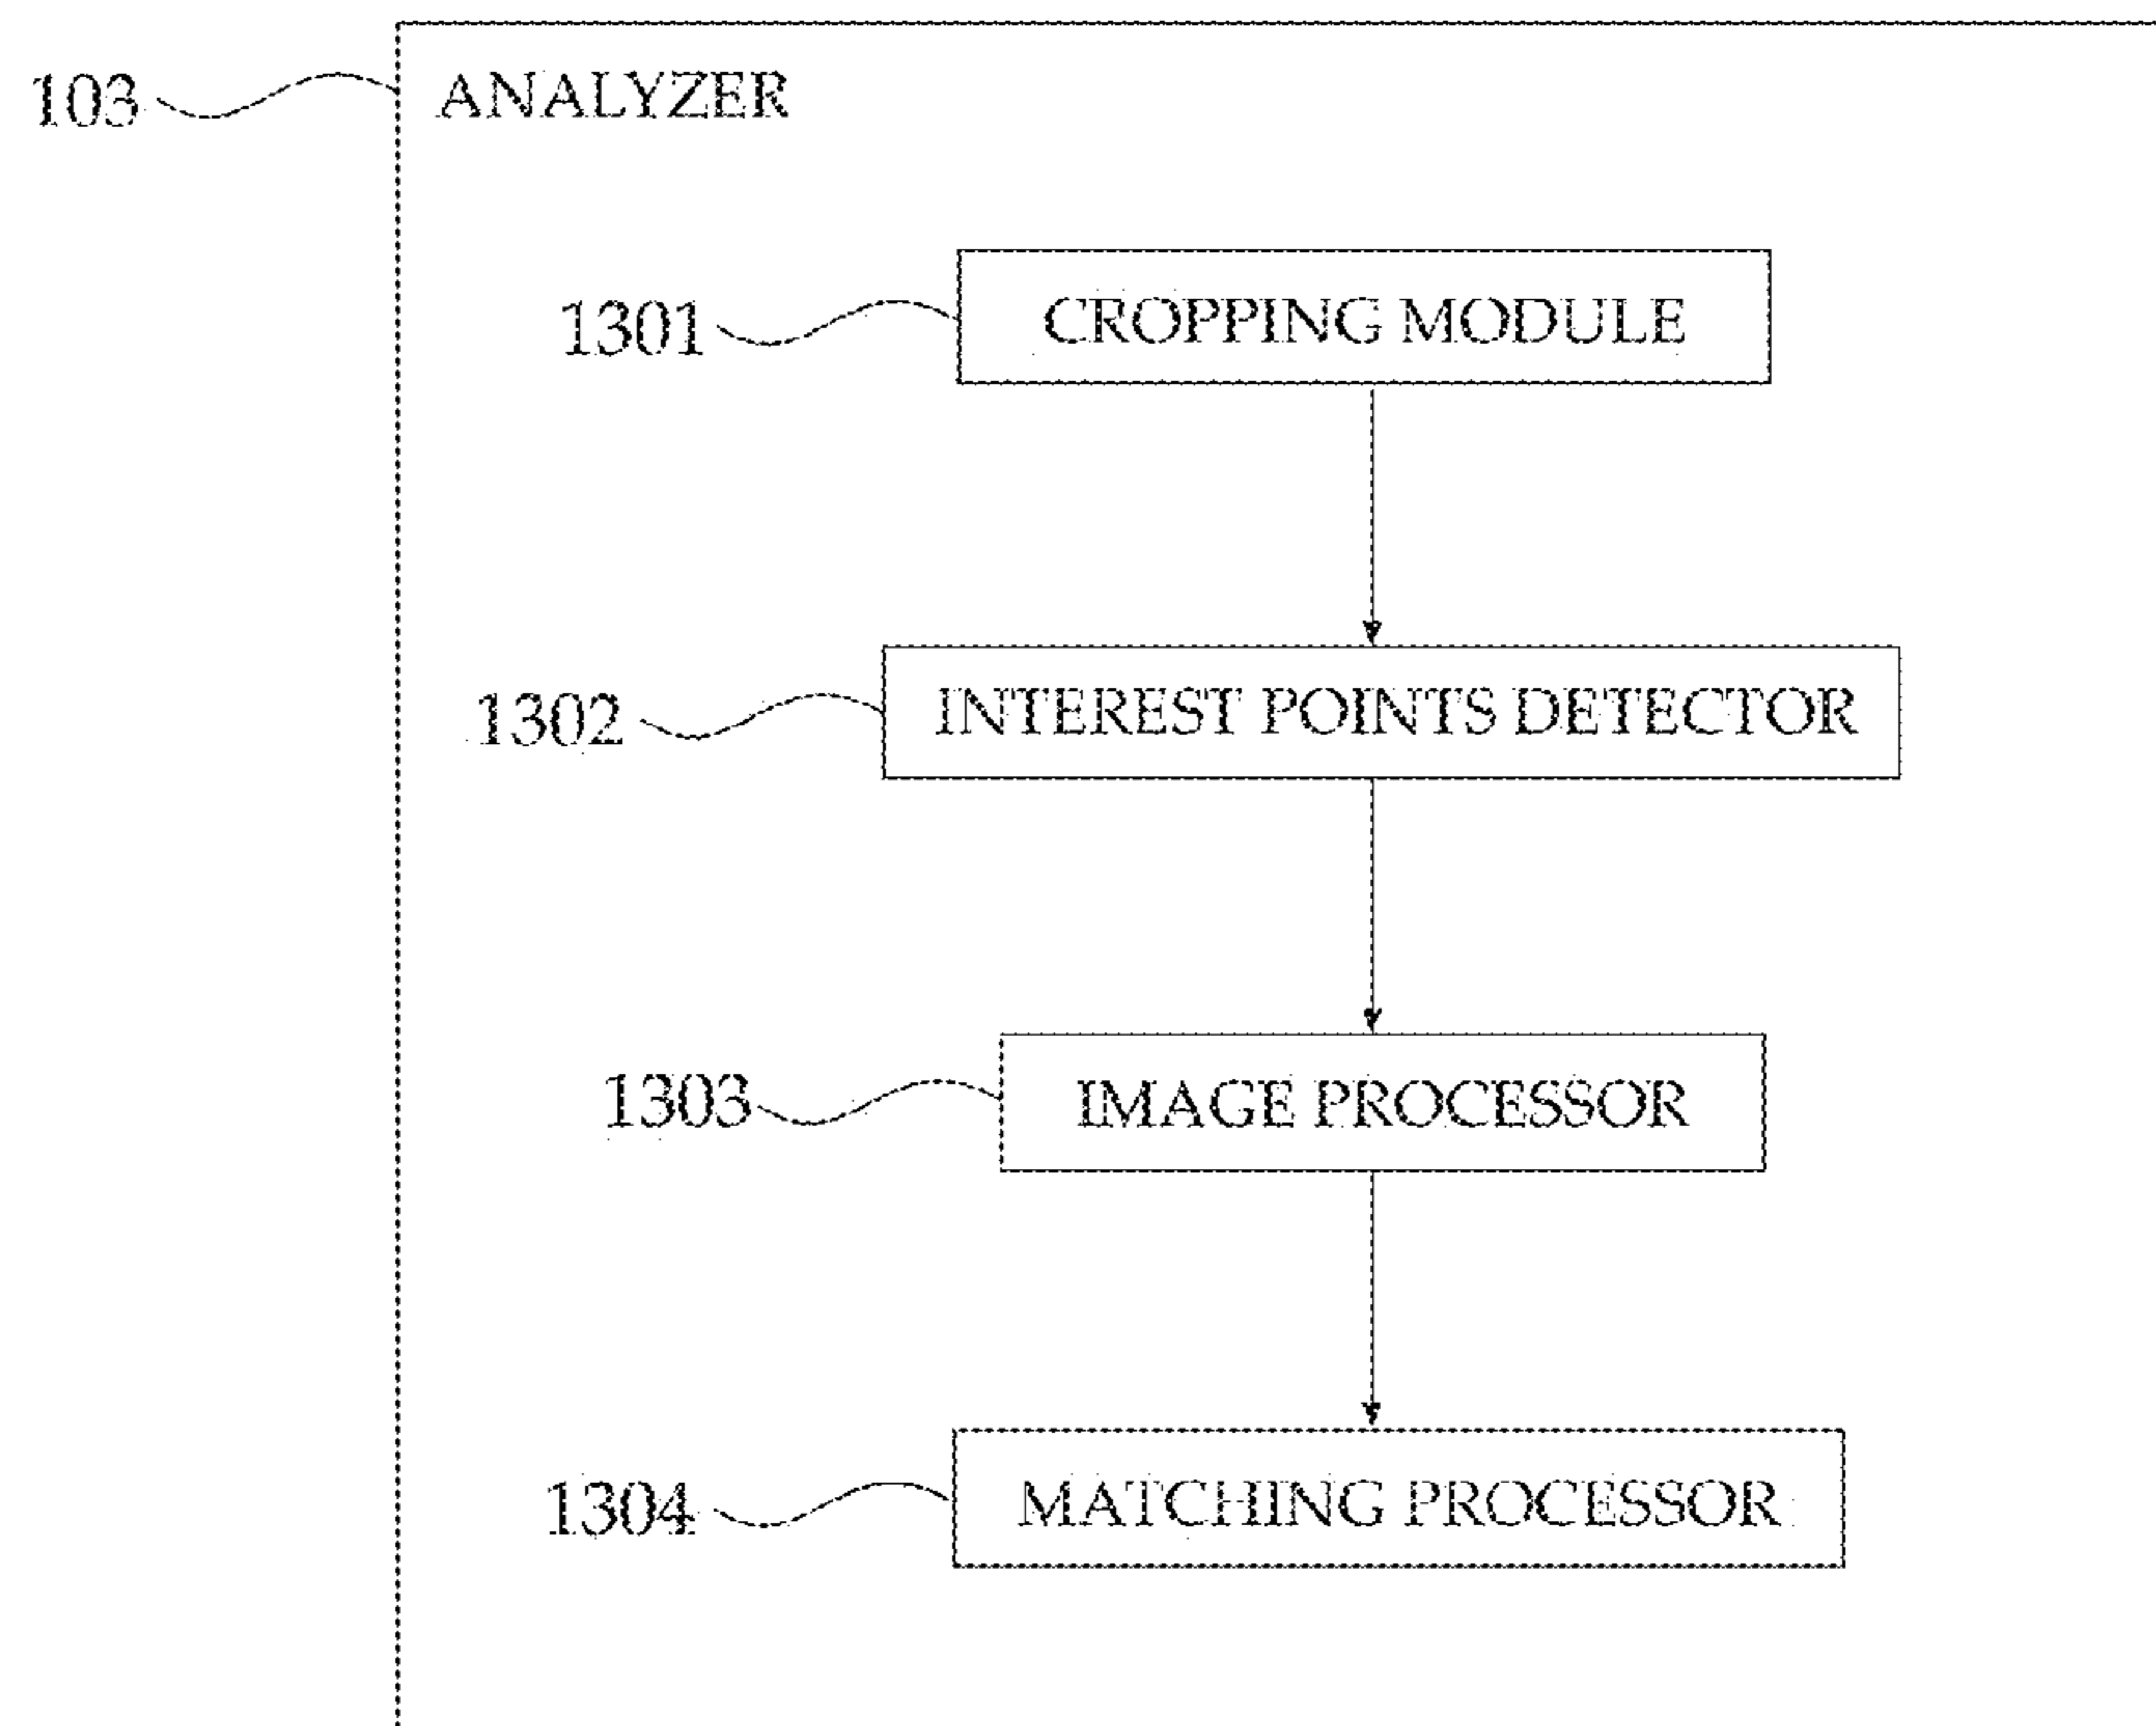 103 ANALYZER
1301 CROPPING MODULE
1302 INTEREST POINTS DETECTOR
1303 IMAGE PROCESSOR
1304 MATCHING PROCESSOR